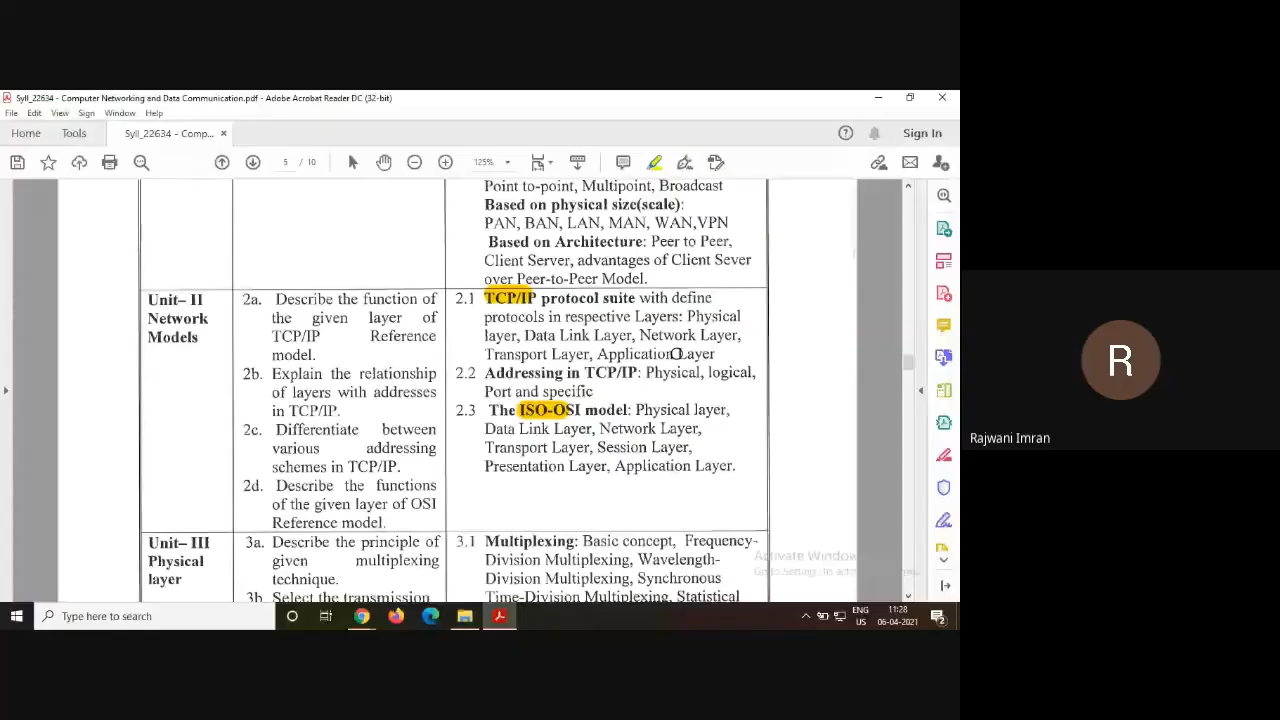 Syll_22634 - Computer Networking and Data Communication.pdf - Adobe Acrobat Reader DC (32-bit)
File Edit View Sign Window Help
Home Tools Syll_22634 - Comp... × Sign In
5 / 10 125%
Point to-point, Multipoint, Broadcast
Based on physical size(scale):
PAN, BAN, LAN, MAN, WAN,VPN
Based on Architecture: Peer to Peer,
Client Server, advantages of Client Sever
over Peer-to-Peer Model.
Unit– II
Network
Models
2a. Describe the function of
the given layer of
TCP/IP Reference
model.
2b. Explain the relationship
of layers with addresses
in TCP/IP.
2c. Differentiate between
various addressing
schemes in TCP/IP.
2d. Describe the functions
of the given layer of OSI
Reference model.
2.1 TCP/IP protocol suite with define
protocols in respective Layers: Physical
layer, Data Link Layer, Network Layer,
Transport Layer, Application Layer
2.2 Addressing in TCP/IP: Physical, logical,
Port and specific
2.3 The ISO-OSI model: Physical layer,
Data Link Layer, Network Layer,
Transport Layer, Session Layer,
Presentation Layer, Application Layer.
Unit– III
Physical
layer
3a. Describe the principle of
given multiplexing
technique.
3b. Select the transmission
3.1 Multiplexing: Basic concept, Frequency-
Division Multiplexing, Wavelength-
Division Multiplexing, Synchronous
Time-Division Multiplexing, Statistical
Activate Window
Type here to search
ENG
US
11:28
06-04-2021
2
R
Rajwani Imran